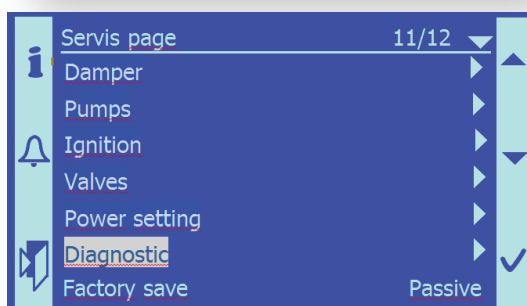 Servis page 11/12
Damper
Pumps
Ignition
Valves
Power setting
Diagnostic
Factory save Passive